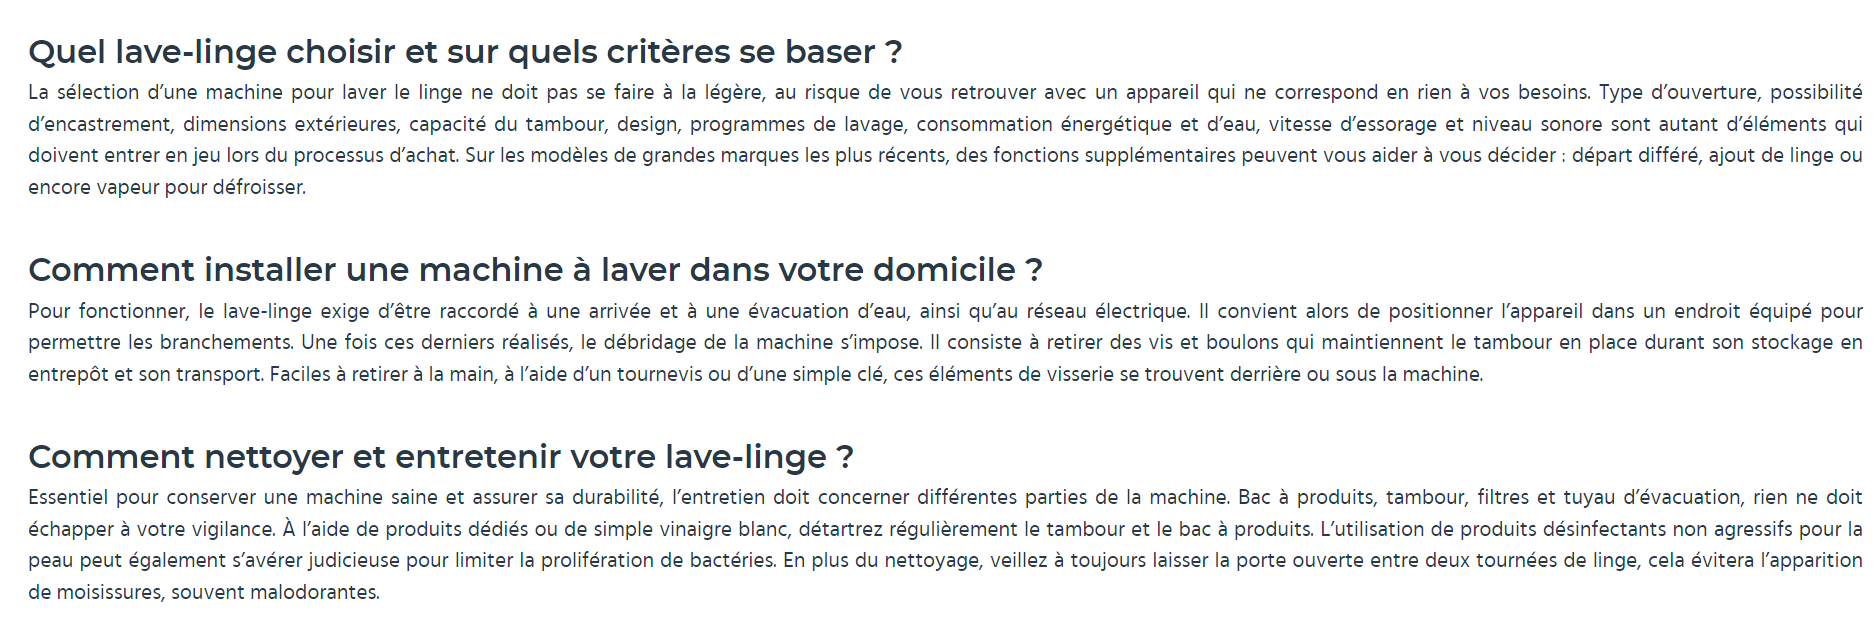 Quel lave-linge choisir et sur quels critères se baser ?
La sélection d’une machine pour laver le linge ne doit pas se faire à la légère, au risque de vous retrouver avec un appareil qui ne correspond en rien à vos besoins. Type d’ouverture, possibilité
d’encastrement, dimensions extérieures, capacité du tambour, design, programmes de lavage, consommation énergétique et d’eau, vitesse d’essorage et niveau sonore sont autant d’éléments qui
doivent entrer en jeu lors du processus d’achat. Sur les modèles de grandes marques les plus récents, des fonctions supplémentaires peuvent vous aider à vous décider : départ différé, ajout de linge ou
encore vapeur pour défroisser.
Comment installer une machine à laver dans votre domicile ?
Pour fonctionner, le lave-linge exige d’être raccordé à une arrivée et à une évacuation d’eau, ainsi qu’au réseau électrique. Il convient alors de positionner l’appareil dans un endroit équipé pour
permettre les branchements. Une fois ces derniers réalisés, le débridage de la machine s’impose. Il consiste à retirer des vis et boulons qui maintiennent le tambour en place durant son stockage en
entrepôt et son transport. Faciles à retirer à la main, à l’aide d’un tournevis ou d’une simple clé, ces éléments de visserie se trouvent derrière ou sous la machine.
Comment nettoyer et entretenir votre lave-linge ?
Essentiel pour conserver une machine saine et assurer sa durabilité, l’entretien doit concerner différentes parties de la machine. Bac à produits, tambour, filtres et tuyau d’évacuation, rien ne doit
échapper à votre vigilance. À l’aide de produits dédiés ou de simple vinaigre blanc, détartrez régulièrement le tambour et le bac à produits. L’utilisation de produits désinfectants non agressifs pour la
peau peut également s’avérer judicieuse pour limiter la prolifération de bactéries. En plus du nettoyage, veillez à toujours laisser la porte ouverte entre deux tournées de linge, cela évitera l’apparition
de moisissures, souvent malodorantes.